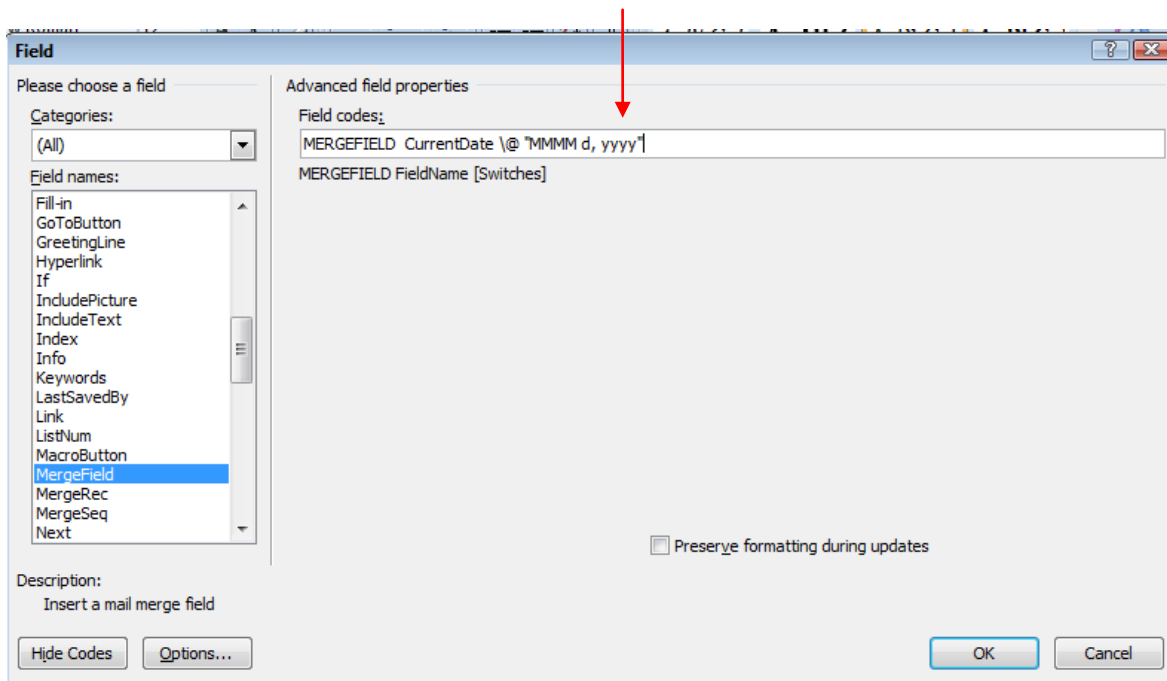 Field
Please choose a field
Categories:
(All)
Field names:
Fill-in
GoToButton
GreetingLine
Hyperlink
If
IncludePicture
IncludeText
Index
Info
Keywords
LastSavedBy
Link
ListNum
MacroButton
MergeField
MergeRec
MergeSeq
Next
Description:
Insert a mail merge field
Advanced field properties
Field codes:
MERGEFIELD  CurrentDate \@ "MMMM d, yyyy"
MERGEFIELD FieldName [Switches]
Preserve formatting during updates
Hide Codes
Options...
OK
Cancel